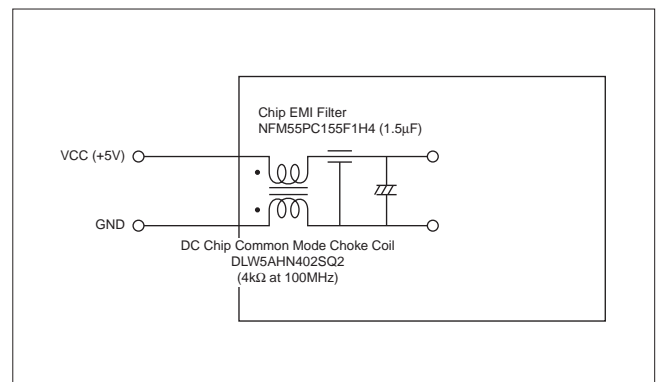 Chip EMI Filter
NFM55PC155F1H4 (1.5μF)
VCC (+5V)
GND
DC Chip Common Mode Choke Coil
DLW5AHN402SQ2
(4kΩ at 100MHz)